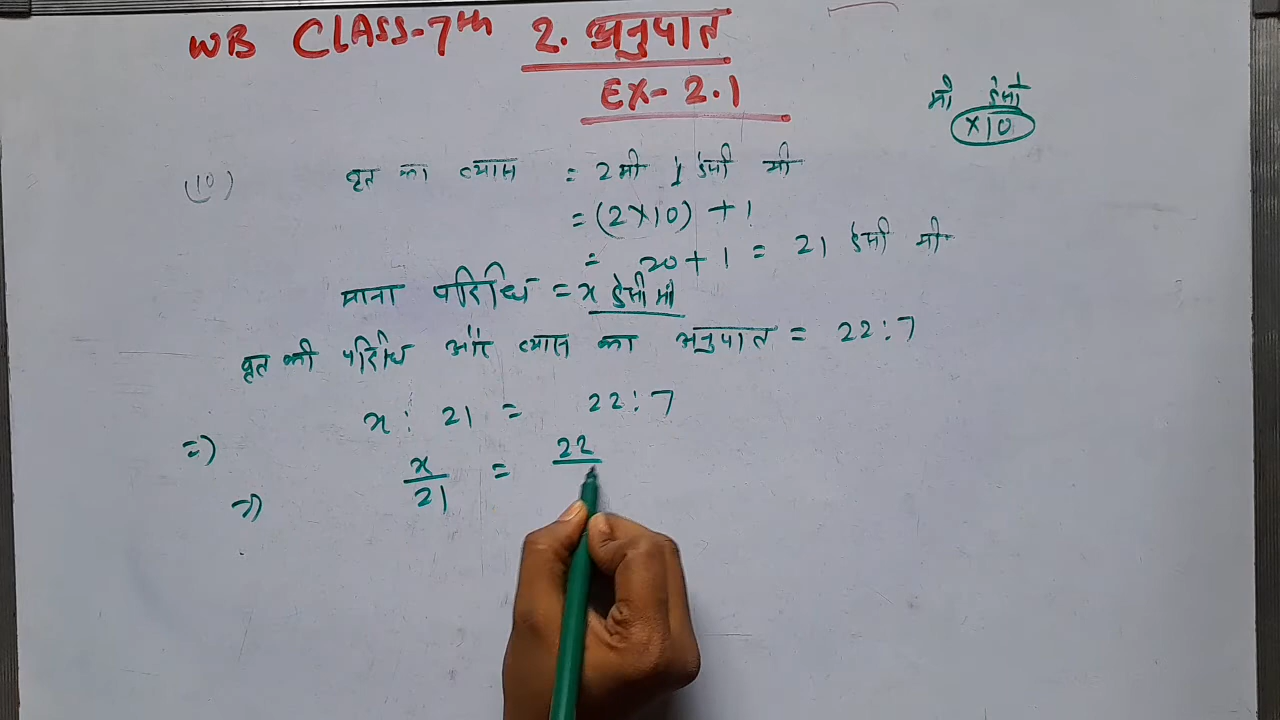 WB CLASS-7th 2. अनुपात
EX- 2.1
मी डेसी
×10
(10) वृत का व्यास = 2मी 1 डेसी मी
= (2×10) + 1
= 20+1 = 21 डेसी मी
माना परिधि = x डेसी मी
वृत की परिधि और व्यास का अनुपात = 22:7
=) x : 21 = 22:7
=) x/21 = 22